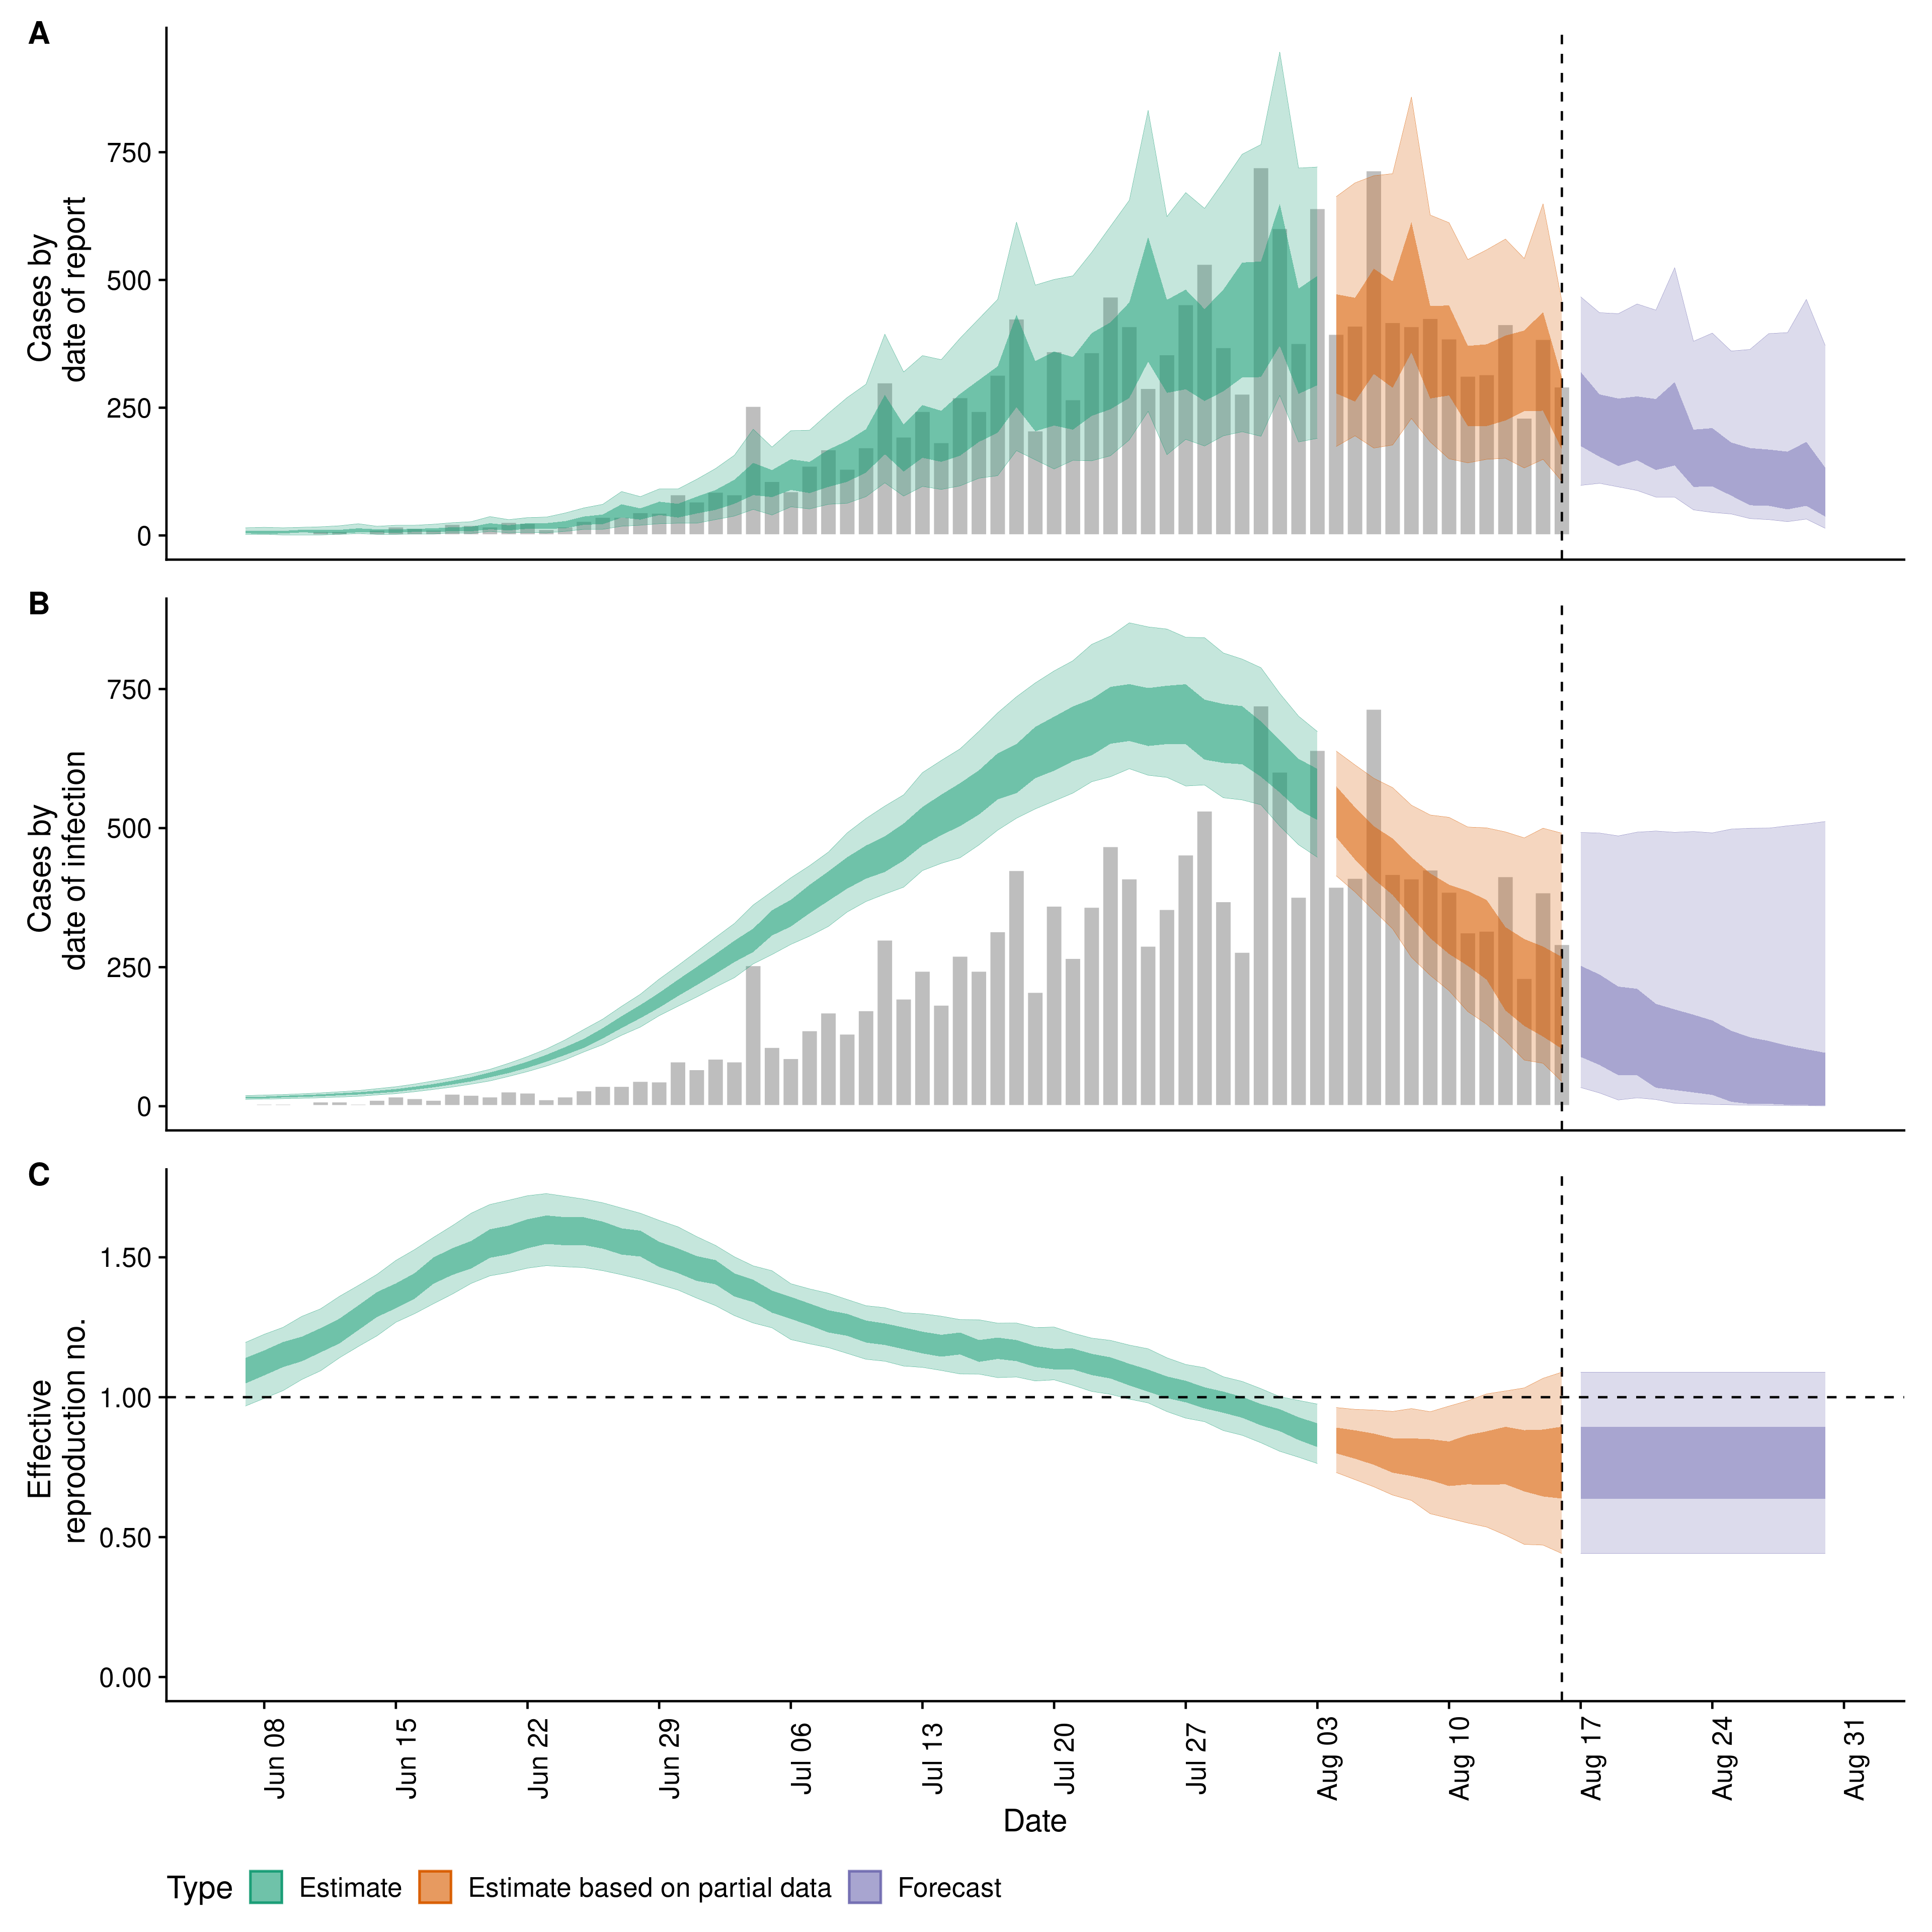 A
Cases by
date of report
750
500
250
0
B
Cases by
date of infection
750
500
250
0
C
Effective
reproduction no.
1.50
1.00
0.50
0.00
Jun 08
Jun 15
Jun 22
Jun 29
Jul 06
Jul 13
Jul 20
Jul 27
Aug 03
Aug 10
Aug 17
Aug 24
Aug 31
Date
Type Estimate Estimate based on partial data Forecast